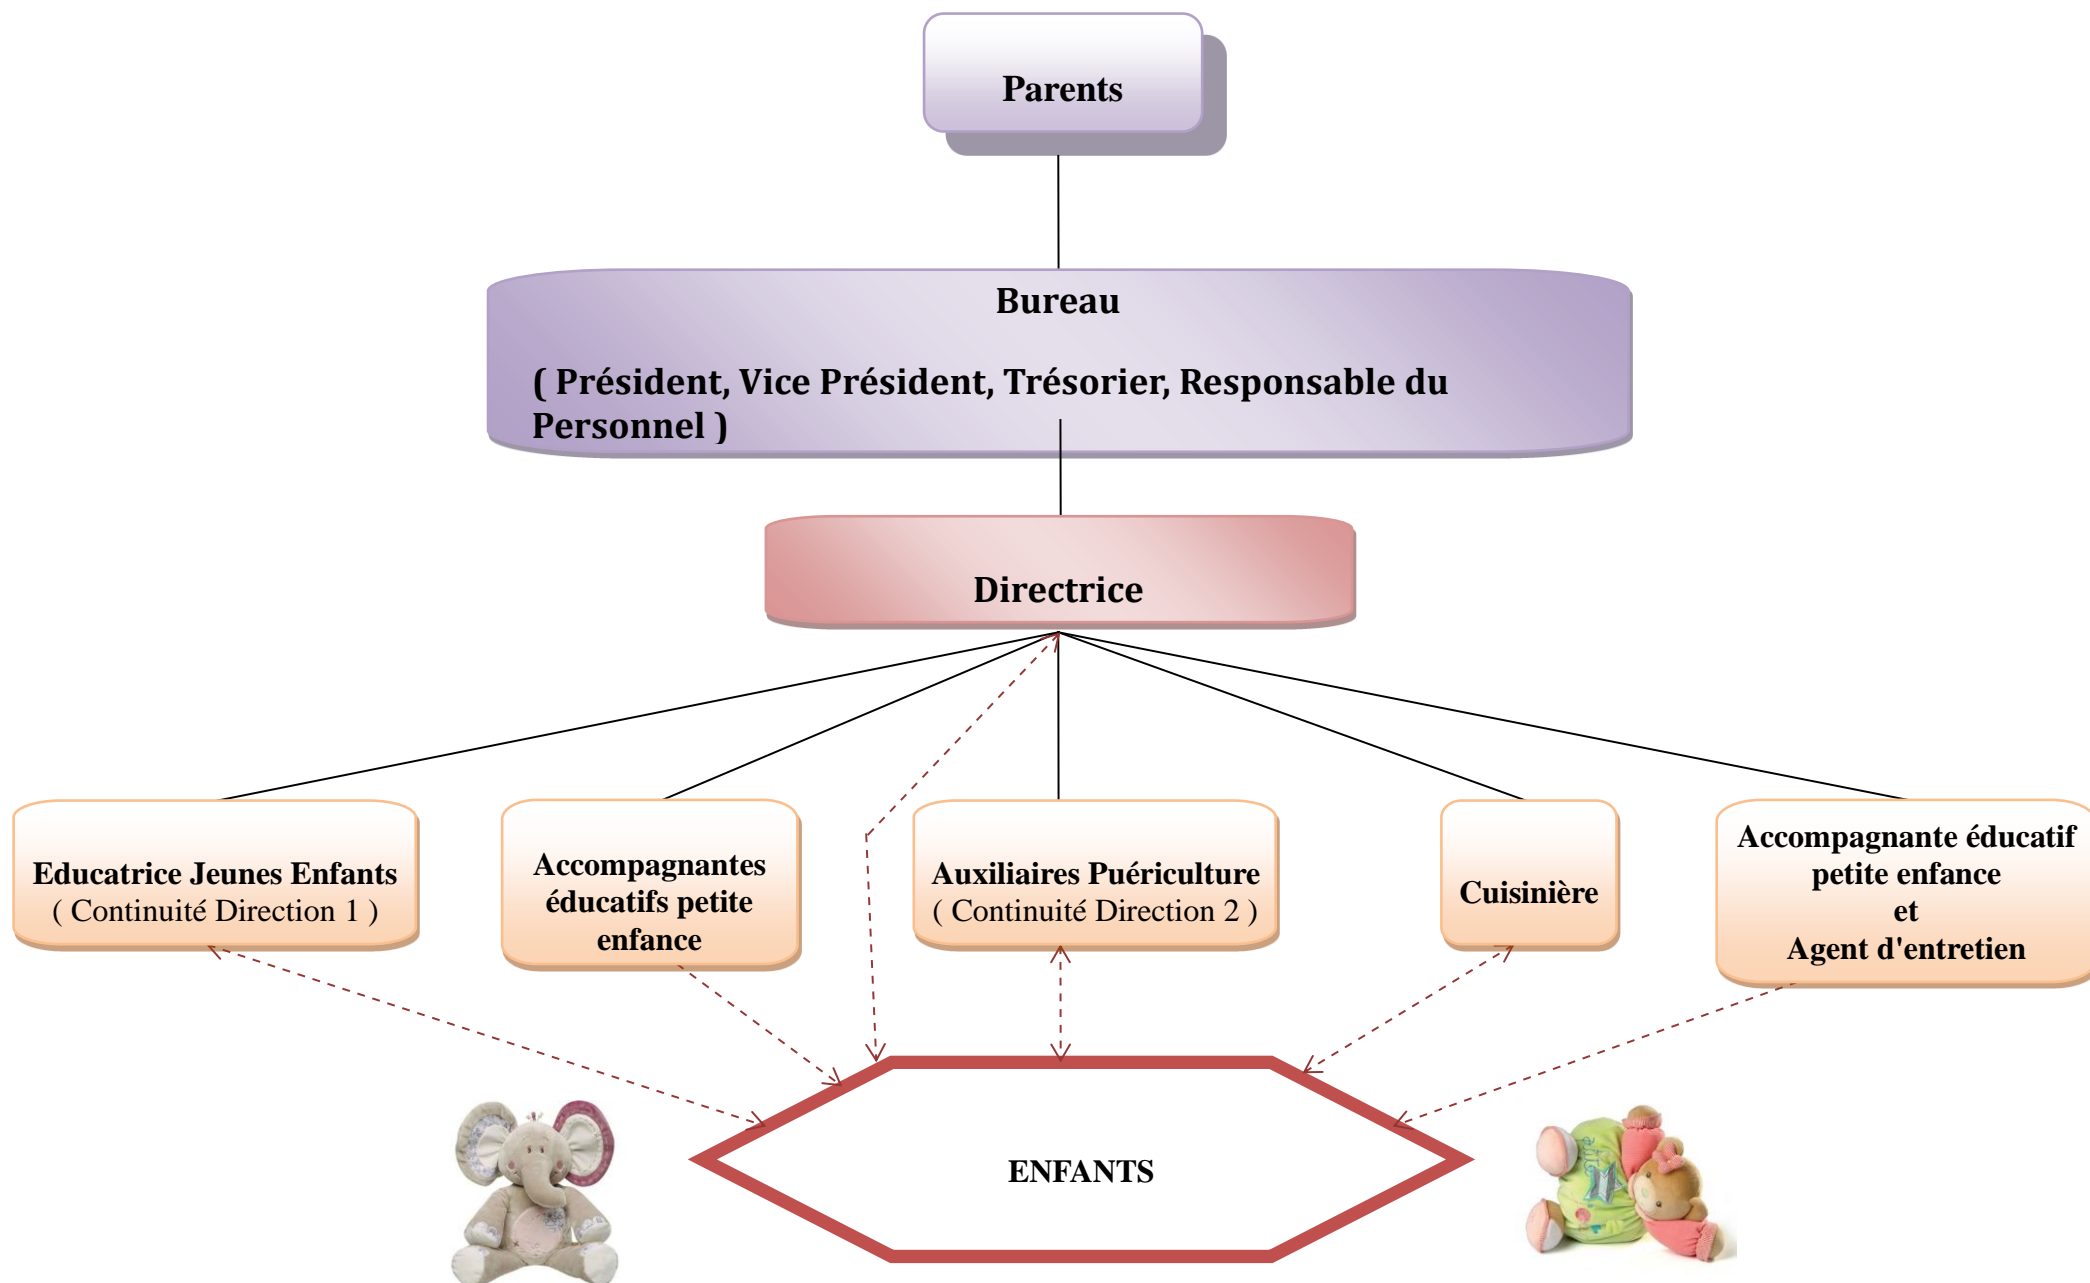 Parents
Bureau
( Président, Vice Président, Trésorier, Responsable du
Personnel )
Directrice
Educatrice Jeunes Enfants
( Continuité Direction 1 )
Accompagnantes
éducatifs petite
enfance
Auxiliaires Puériculture
( Continuité Direction 2 )
Cuisinière
Accompagnante éducatif
petite enfance
et
Agent d'entretien
ENFANTS